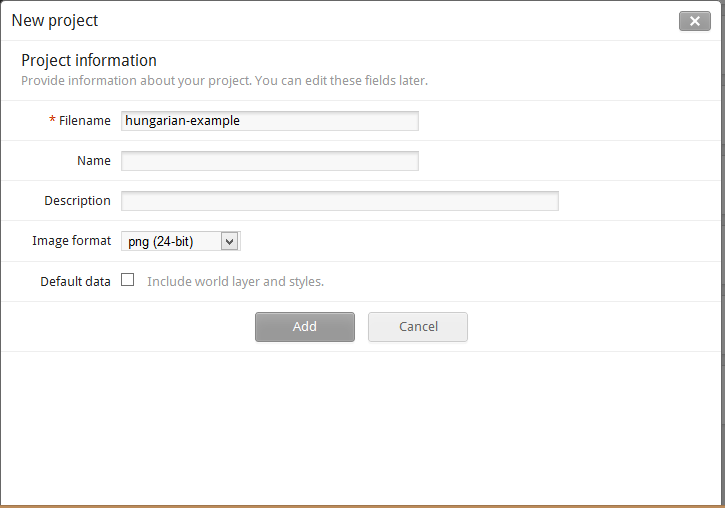 New project
Project information
Provide information about your project. You can edit these fields later.
* Filename hungarian-example
Name
Description
Image format png (24-bit)
Default data Include world layer and styles.
Add Cancel